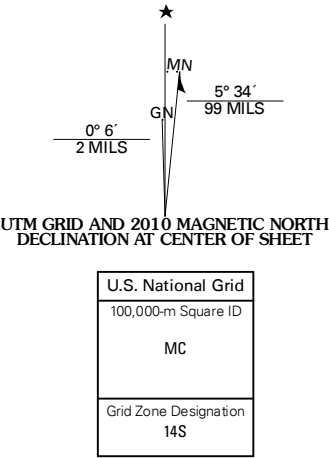 MN
GN
5° 34´
99 MILS
0° 6´
2 MILS
UTM GRID AND 2010 MAGNETIC NORTH
DECLINATION AT CENTER OF SHEET
U.S. National Grid
100,000-m Square ID
MC
Grid Zone Designation
14S